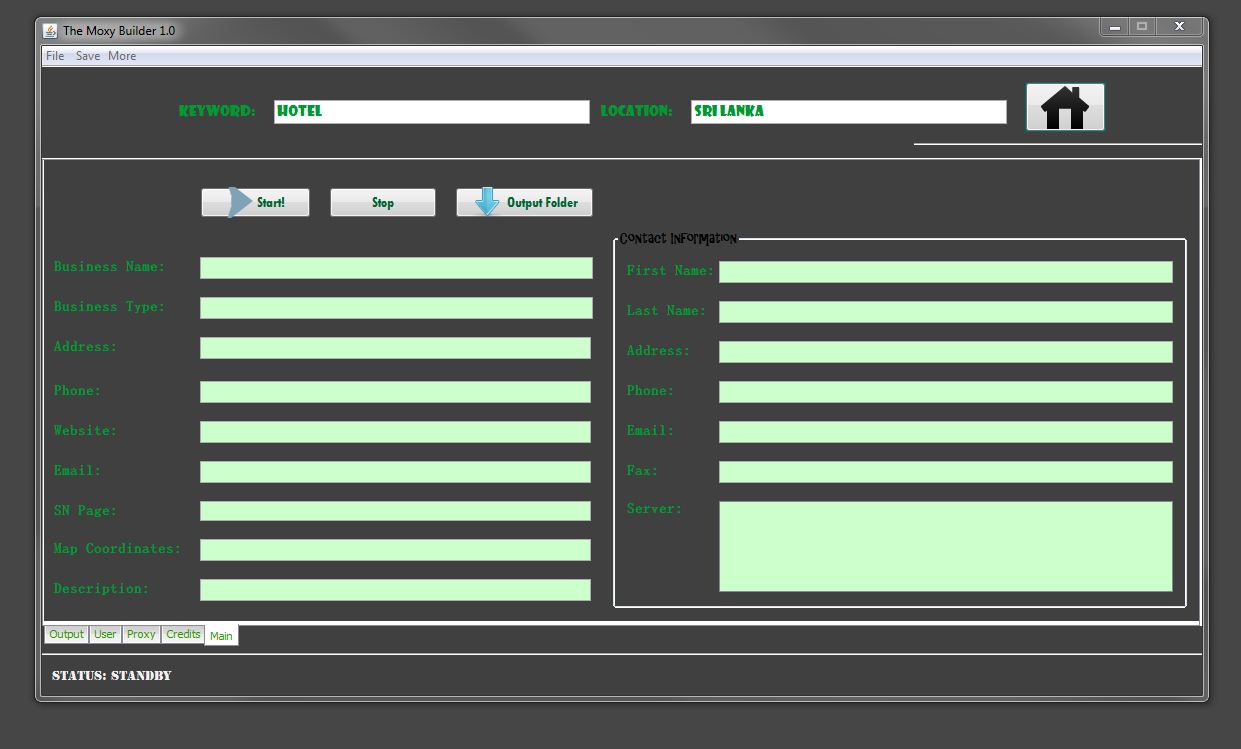 The Moxy Builder 1.0
File Save More
KEYWORD: HOTEL LOCATION: SRI LANKA
Start! Stop Output Folder
Contact Information
Business Name:
First Name:
Business Type:
Last Name:
Address:
Address:
Phone:
Phone:
Website:
Email:
Email:
Fax:
SN Page:
Server:
Map Coordinates:
Description:
Output User Proxy Credits Main
STATUS: STANDBY